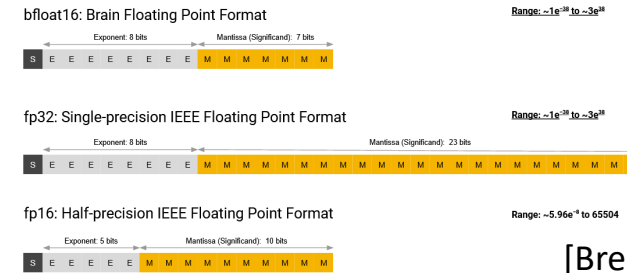 bfloat16: Brain Floating Point Format
Range: ~1e⁻³⁸ to ~3e³⁸
Exponent: 8 bits
Mantissa (Significand): 7 bits
S E E E E E E E E M M M M M M M
fp32: Single-precision IEEE Floating Point Format
Range: ~1e⁻³⁸ to ~3e³⁸
Exponent: 8 bits
Mantissa (Significand): 23 bits
S E E E E E E E E M M M M M M M M M M M M M M M M M M M M M M M
fp16: Half-precision IEEE Floating Point Format
Range: ~5.96e⁻⁸ to 65504
Exponent: 5 bits
Mantissa (Significand): 10 bits
S E E E E E M M M M M M M M M M
[Bre